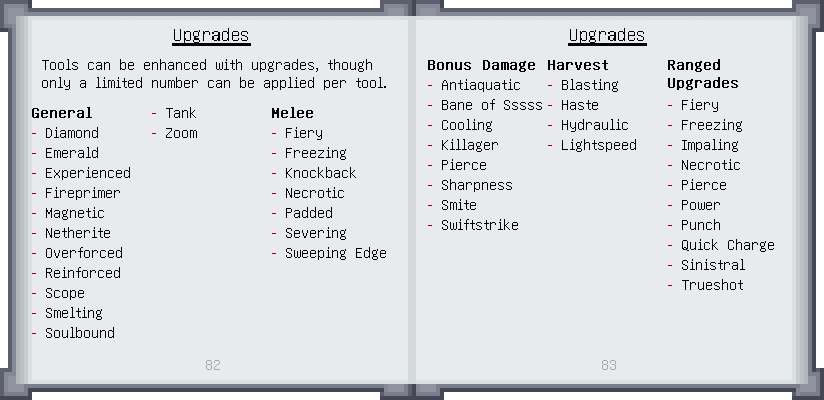 Upgrades
Tools can be enhanced with upgrades, though
only a limited number can be applied per tool.
General
- Diamond
- Emerald
- Experienced
- Fireprimer
- Magnetic
- Netherite
- Overforced
- Reinforced
- Scope
- Smelting
- Soulbound
- Tank
- Zoom
Melee
- Fiery
- Freezing
- Knockback
- Necrotic
- Padded
- Severing
- Sweeping Edge
82
Upgrades
Bonus Damage
- Antiaquatic
- Bane of Sssss
- Cooling
- Killager
- Pierce
- Sharpness
- Smite
- Swiftstrike
Harvest
- Blasting
- Haste
- Hydraulic
- Lightspeed
Ranged
Upgrades
- Fiery
- Freezing
- Impaling
- Necrotic
- Pierce
- Power
- Punch
- Quick Charge
- Sinistral
- Trueshot
83